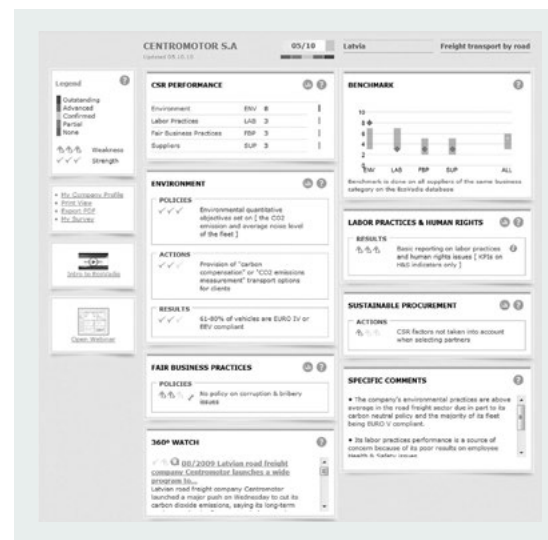 CENTROMOTOR S.A
05/10
Latvia
Freight transport by road
Updated 05.10.10
Legend
Outstanding
Advanced
Confirmed
Partial
None
Weakness
Strength
My Company Profile
Print View
Export PDF
My Survey
Intro to EcoVadis
Open Webinar
CSR PERFORMANCE
Environment ENV 8
Labor Practices LAB 3
Fair Business Practices FBP 3
Suppliers SUP 3
ENVIRONMENT
POLICIES
Environmental quantitative
objectives set on [ the CO2
emission and average noise level
of the fleet ]
ACTIONS
Provision of "carbon
compensation" or "CO2 emissions
measurement" transport options
for clients
RESULTS
61-80% of vehicles are EURO IV or
EEV compliant
FAIR BUSINESS PRACTICES
POLICIES
No policy on corruption & bribery
issues
360° WATCH
08/2009 Latvian road freight
company Centromotor launches a wide
program to...
Latvian road freight company Centromotor
launched a major push on Wednesday to cut its
carbon dioxide emissions, saying its long-term
BENCHMARK
10
8
6
4
2
ENV LAB FBP SUP ALL
Benchmark is done on all suppliers of the same business
category on the EcoVadis database
LABOR PRACTICES & HUMAN RIGHTS
RESULTS
Basic reporting on labor practices
and human rights issues [ KPIs on
H&S indicators only ]
SUSTAINABLE PROCUREMENT
ACTIONS
CSR factors not taken into account
when selecting partners
SPECIFIC COMMENTS
• The company's environmental practices are above
average in the road freight sector due in part to its
carbon neutral policy and the majority of its fleet
being EURO V compliant.
• Its labor practices performance is a source of
concern because of its poor results on employee
Health & Safety issues